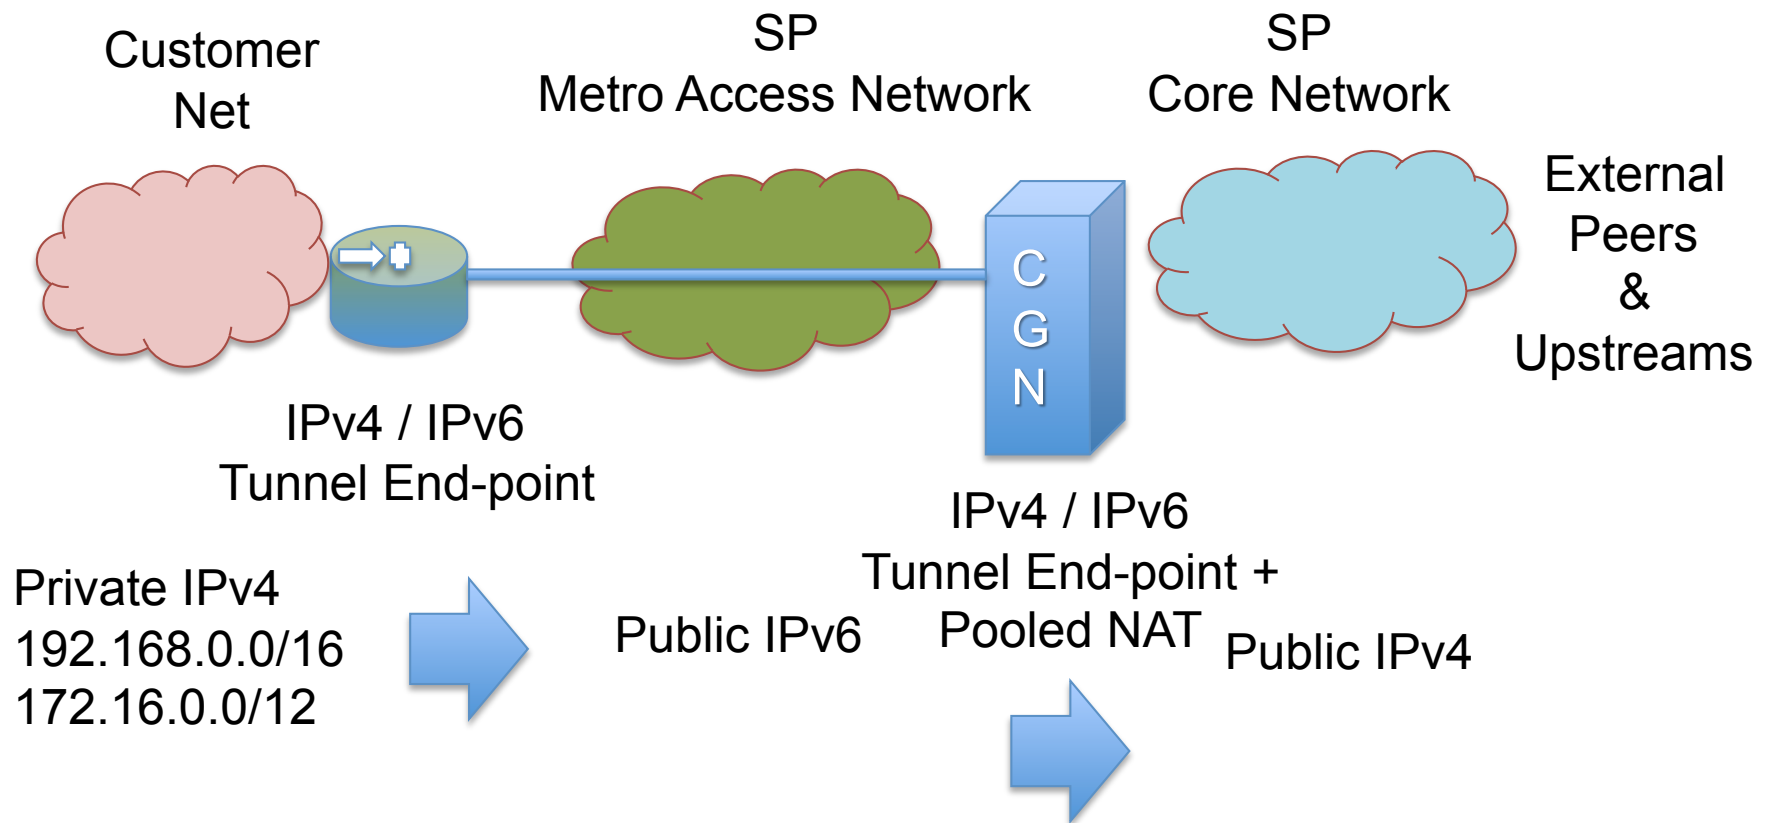 Customer
Net
SP
Metro Access Network
SP
Core Network
External
Peers
&
Upstreams
C
G
N
IPv4 / IPv6
Tunnel End-point
IPv4 / IPv6
Tunnel End-point +
Pooled NAT
Private IPv4
192.168.0.0/16
172.16.0.0/12
Public IPv6
Public IPv4